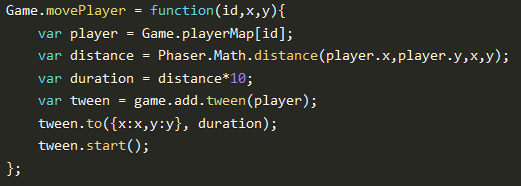 Game.movePlayer = function(id,x,y){
    var player = Game.playerMap[id];
    var distance = Phaser.Math.distance(player.x,player.y,x,y);
    var duration = distance*10;
    var tween = game.add.tween(player);
    tween.to({x:x,y:y}, duration);
    tween.start();
};